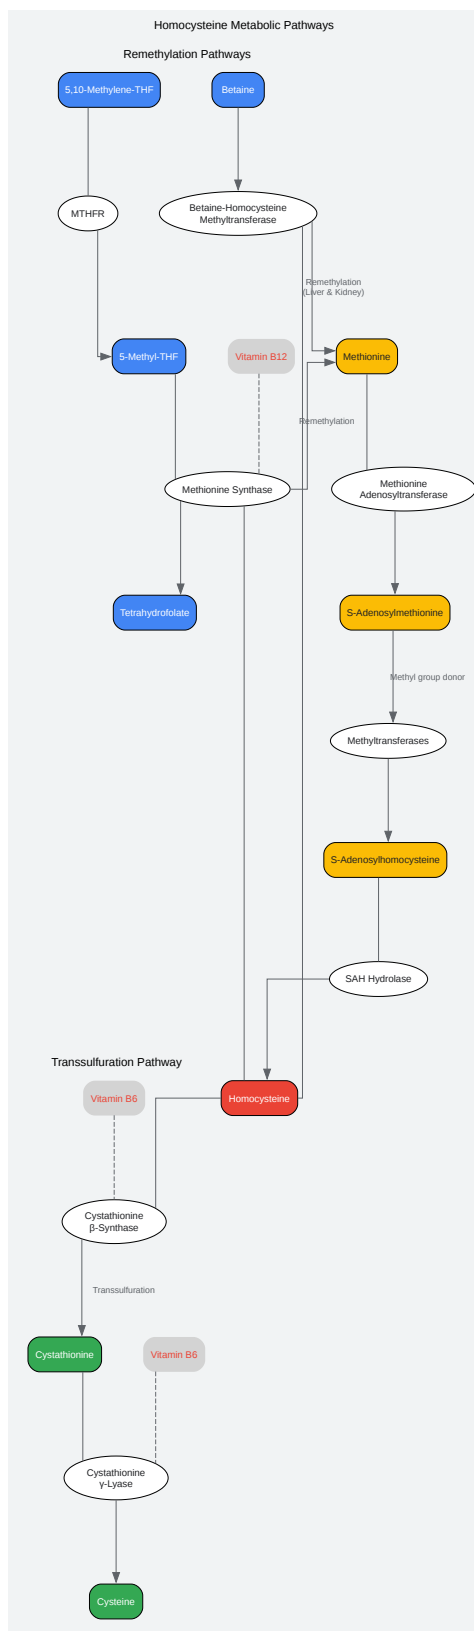 Homocysteine Metabolic Pathways
Remethylation Pathways
5,10-Methylene-THF
Betaine
MTHFR
Betaine-Homocysteine
Methyltransferase
Remethylation
(Liver & Kidney)
5-Methyl-THF
Vitamin B12
Methionine
Remethylation
Methionine Synthase
Methionine
Adenosyltransferase
Tetrahydrofolate
S-Adenosylmethionine
Methyl group donor
Methyltransferases
S-Adenosylhomocysteine
SAH Hydrolase
Transsulfuration Pathway
Vitamin B6
Homocysteine
Cystathionine
β-Synthase
Transsulfuration
Cystathionine
Vitamin B6
Cystathionine
γ-Lyase
Cysteine